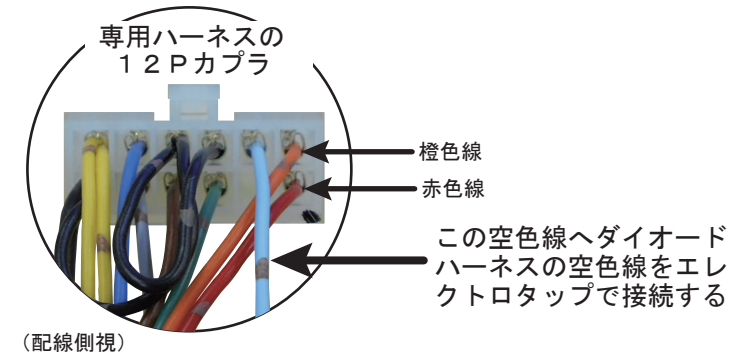 専用ハーネスの
１２Ｐカプラ
橙色線
赤色線
この空色線へダイオード
ハーネスの空色線をエレ
クトロタップで接続する
（配線側視）